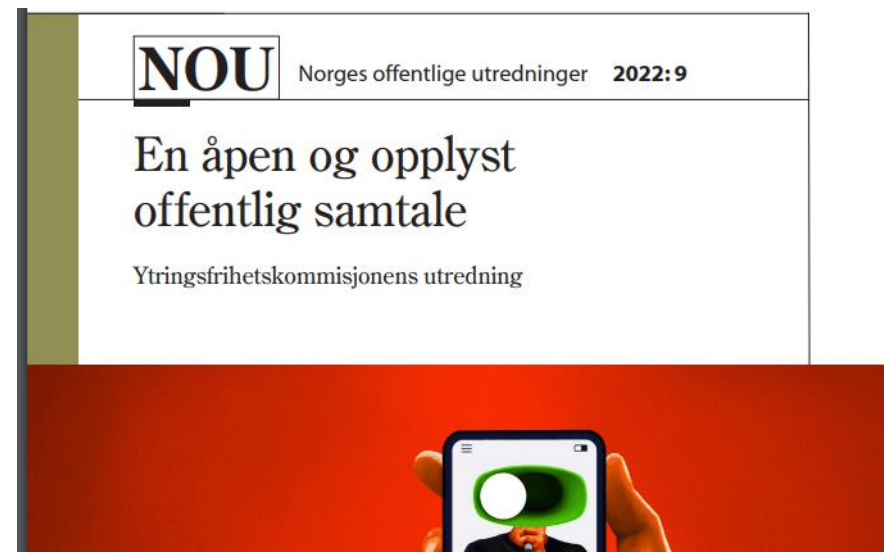 NOU Norges offentlige utredninger 2022: 9
En åpen og opplyst
offentlig samtale
Ytringsfrihetskommisjonens utredning